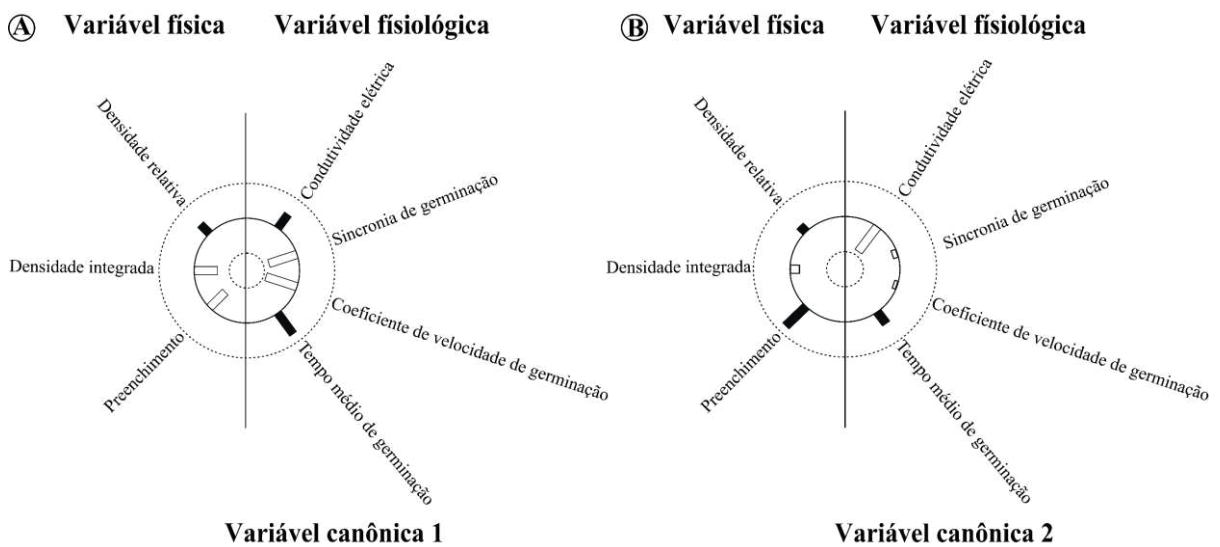 A Variável física Variável físiológica
Densidade relativa
Condutividade elétrica
Sincronia de germinação
Densidade integrada
Coeficiente de velocidade de germinação
Preenchimento
Tempo médio de germinação
Variável canônica 1
B Variável física Variável físiológica
Densidade relativa
Condutividade elétrica
Sincronia de germinação
Densidade integrada
Coeficiente de velocidade de germinação
Preenchimento
Tempo médio de germinação
Variável canônica 2